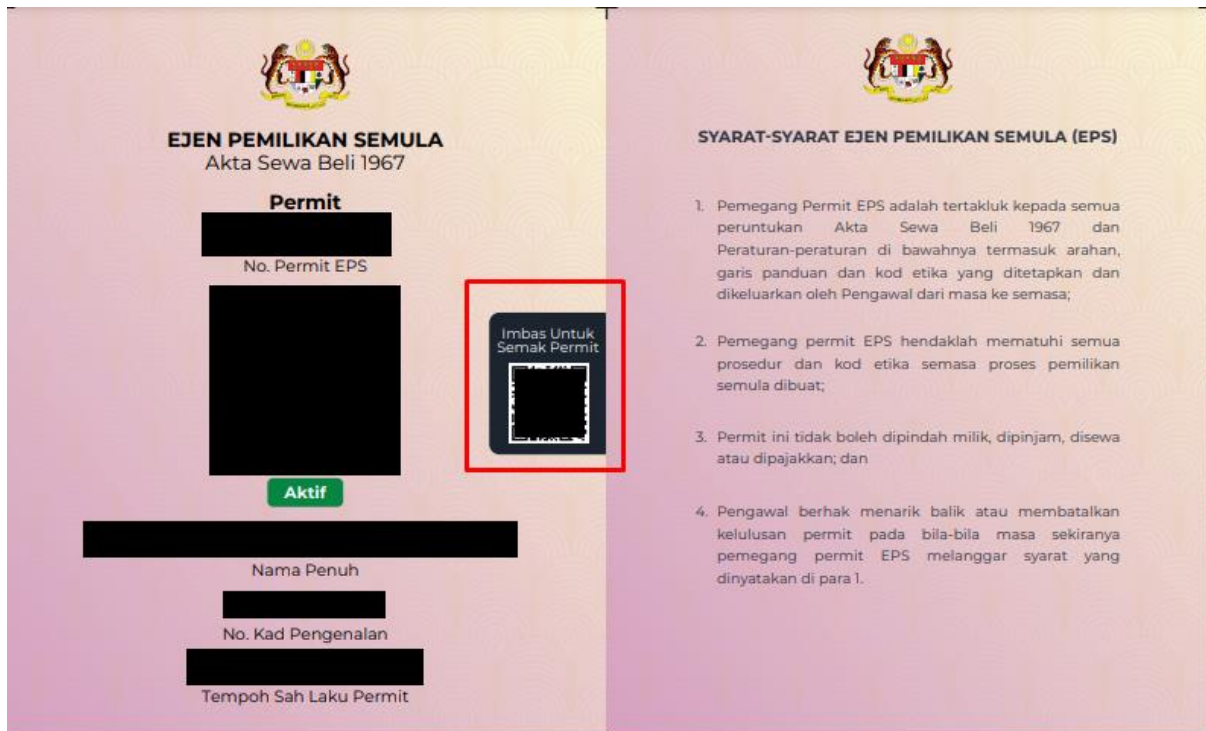 EJEN PEMILIKAN SEMULA
Akta Sewa Beli 1967
Permit
No. Permit EPS
Imbas Untuk
Semak Permit
Aktif
Nama Penuh
No. Kad Pengenalan
Tempoh Sah Laku Permit
SYARAT-SYARAT EJEN PEMILIKAN SEMULA (EPS)
1. Pemegang Permit EPS adalah tertakluk kepada semua
peruntukan Akta Sewa Beli 1967 dan
Peraturan-peraturan di bawahnya termasuk arahan,
garis panduan dan kod etika yang ditetapkan dan
dikeluarkan oleh Pengawal dari masa ke semasa;
2. Pemegang permit EPS hendaklah mematuhi semua
prosedur dan kod etika semasa proses pemilikan
semula dibuat;
3. Permit ini tidak boleh dipindah milik, dipinjam, disewa
atau dipajakkan; dan
4. Pengawal berhak menarik balik atau membatalkan
kelulusan permit pada bila-bila masa sekiranya
pemegang permit EPS melanggar syarat yang
dinyatakan di para 1.